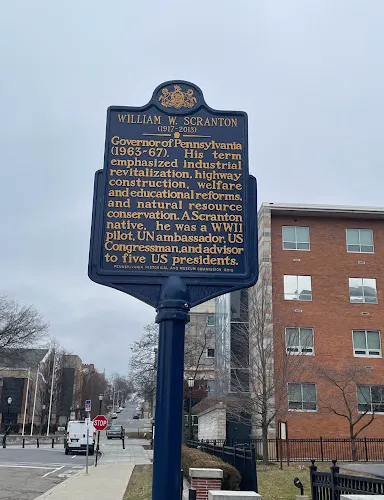 WILLIAM W. SCRANTON
(1917-2013)
Governor of Pennsylvania
(1963-67). His term
emphasized industrial
revitalization, highway
construction, welfare
and educational reforms,
and natural resource
conservation. A Scranton
native, he was a WWII
pilot, UN ambassador, US
Congressman, and advisor
to five US presidents.
PENNSYLVANIA HISTORICAL AND MUSEUM COMMISSION 2015
STOP